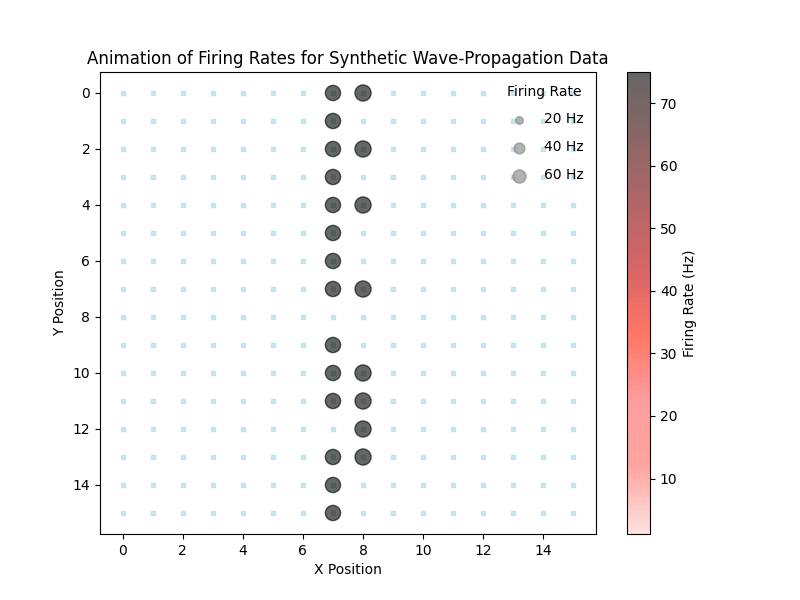 Animation of Firing Rates for Synthetic Wave-Propagation Data
Firing Rate
20 Hz
40 Hz
60 Hz
0
2
4
6
8
10
12
14
Y Position
0
2
4
6
8
10
12
14
X Position
70
60
50
40
30
20
10
Firing Rate (Hz)